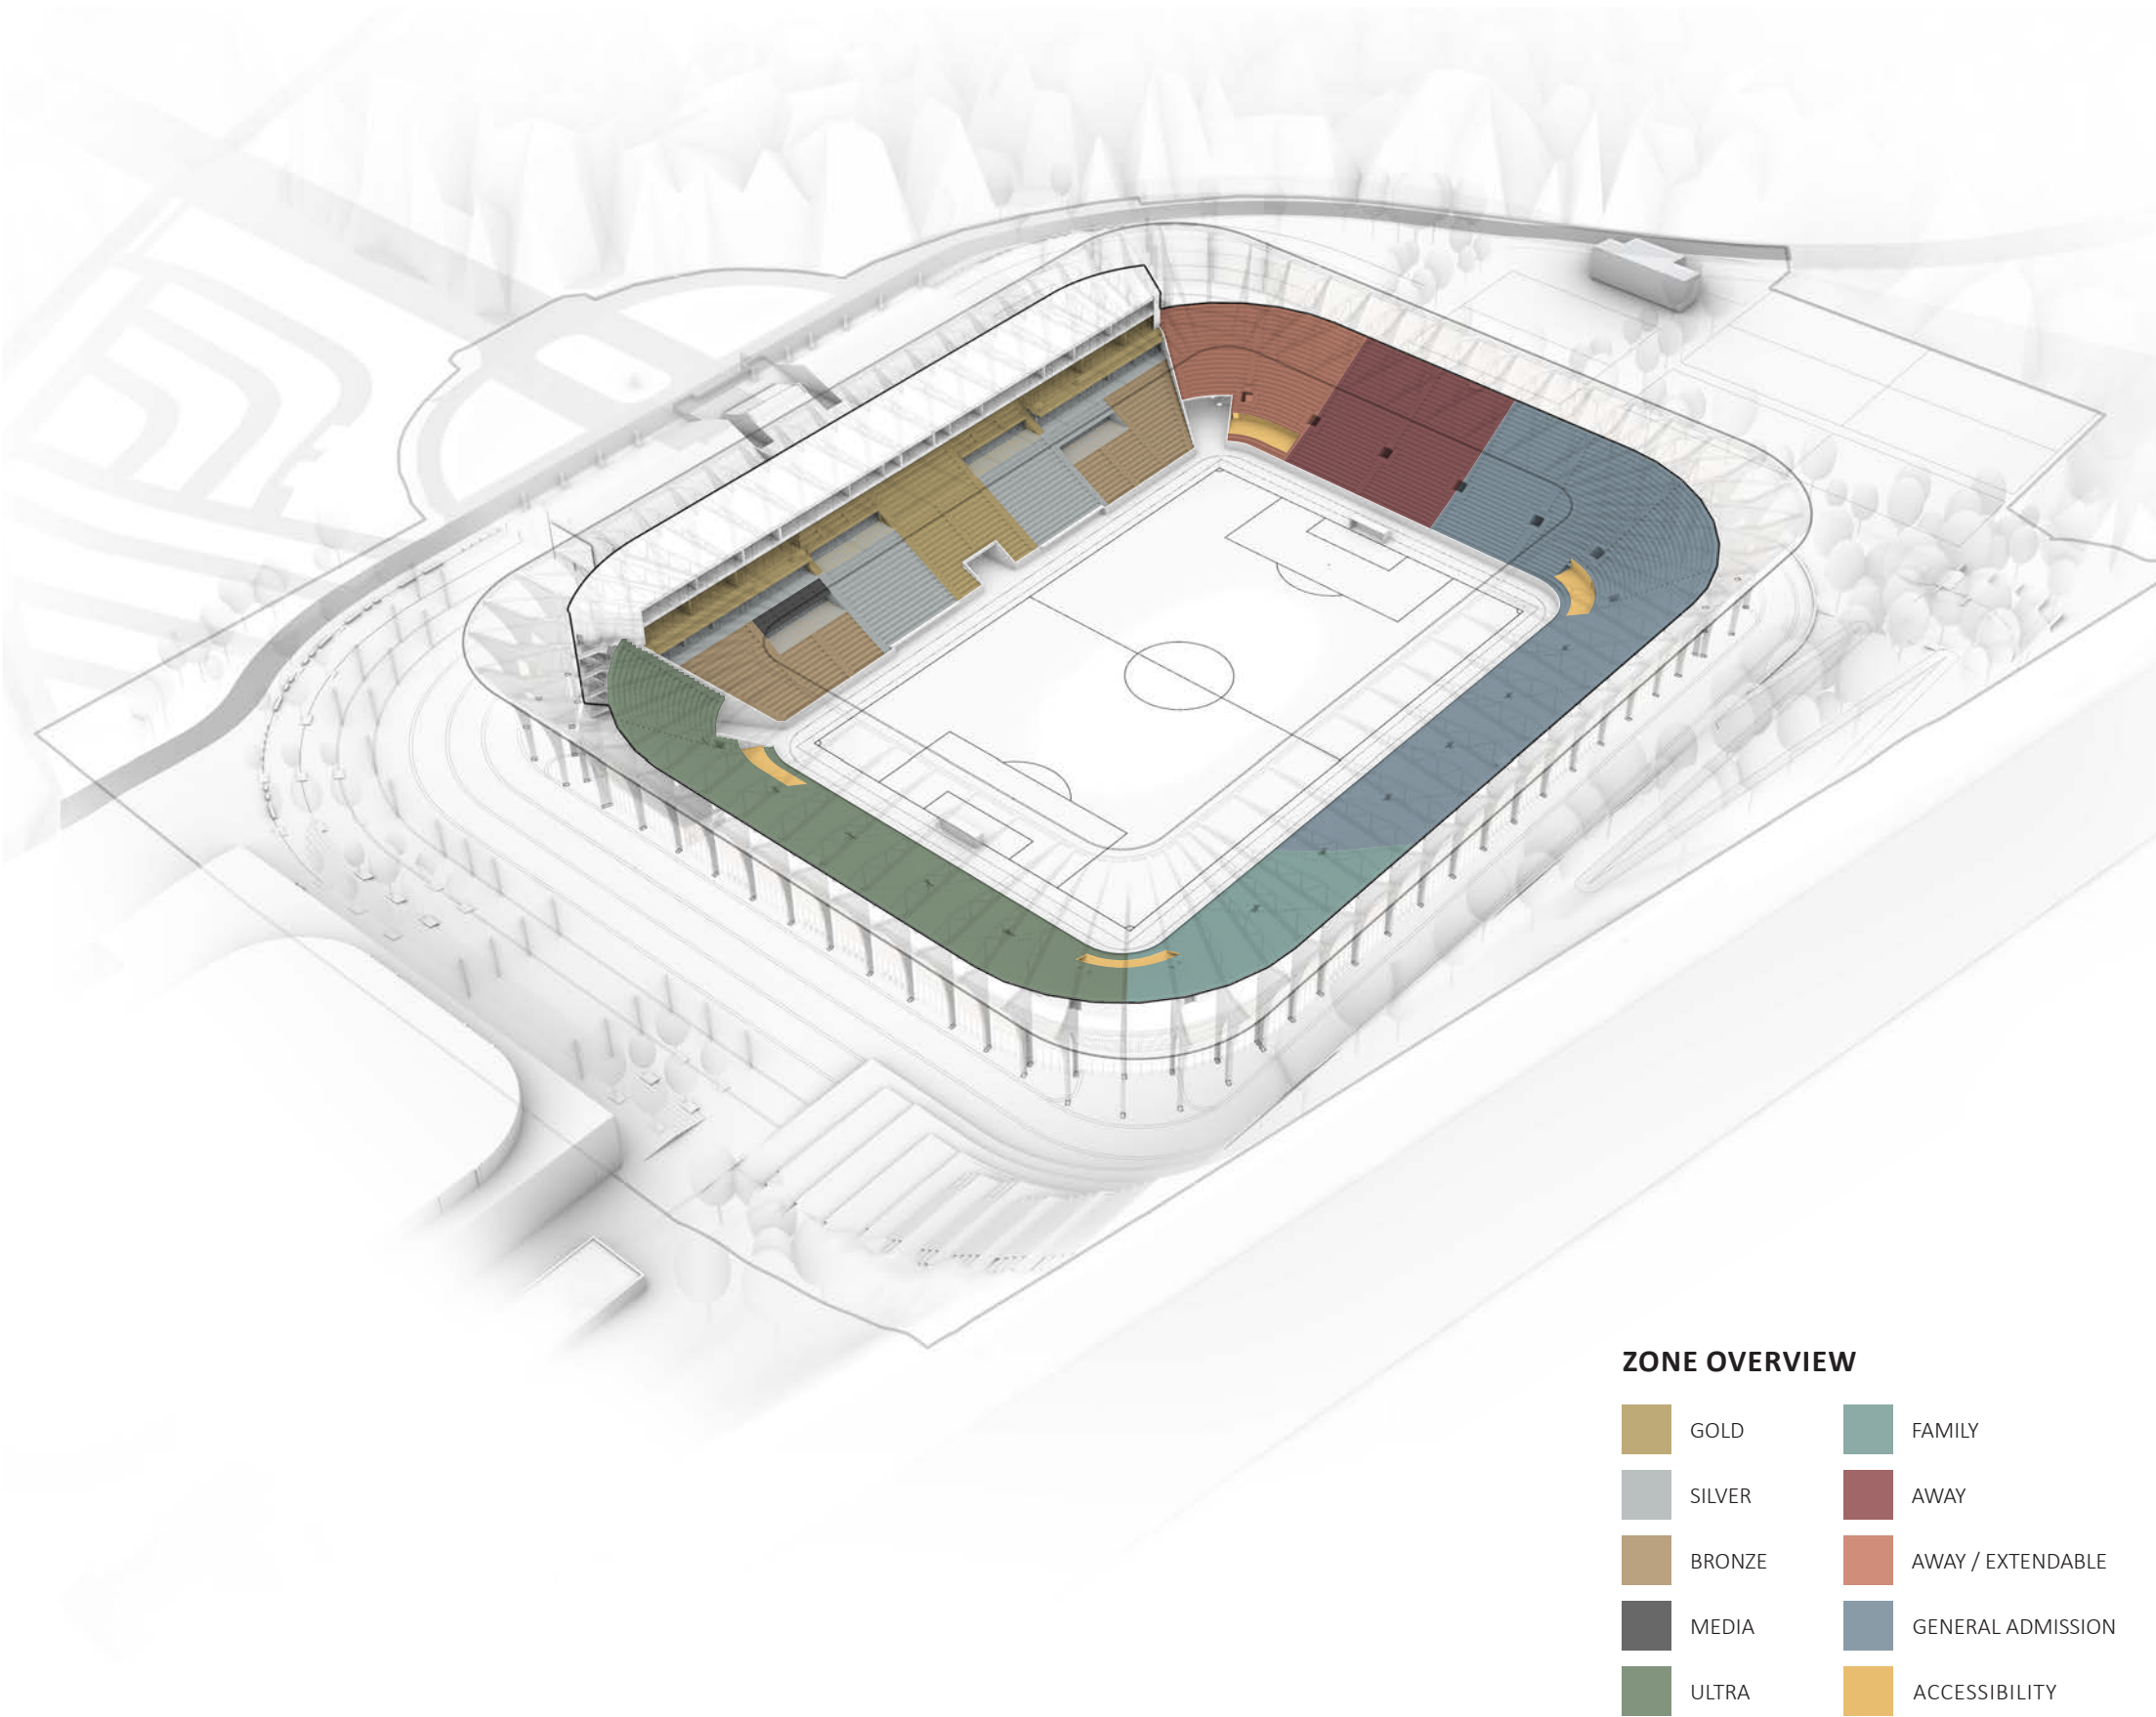 ZONE OVERVIEW
GOLD
SILVER
BRONZE
MEDIA
ULTRA
FAMILY
AWAY
AWAY / EXTENDABLE
GENERAL ADMISSION
ACCESSIBILITY